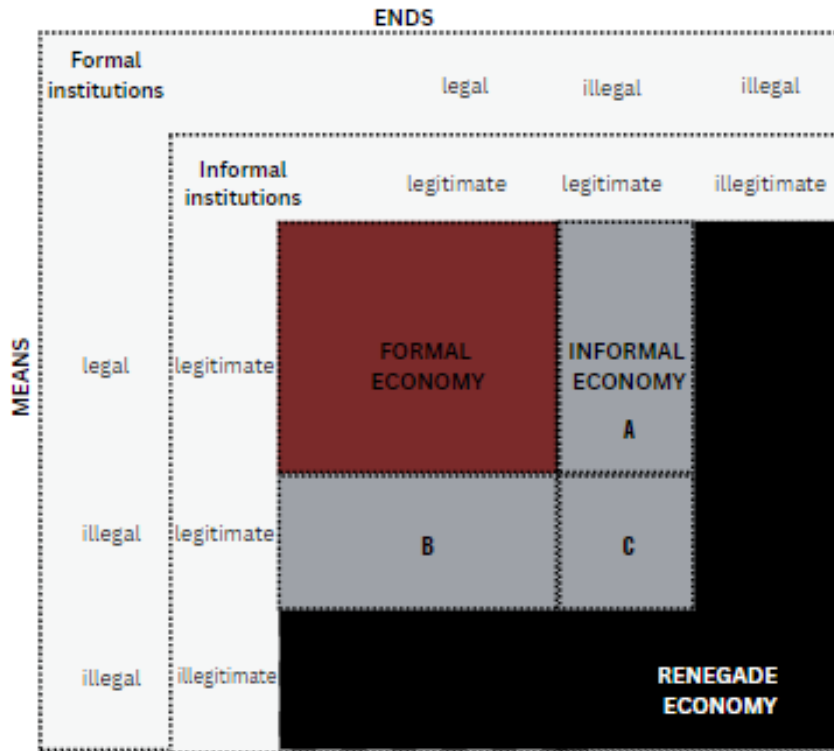 ENDS
Formal
institutions
legal illegal illegal
Informal
institutions
legitimate legitimate illegitimate
MEANS
legal legitimate
FORMAL
ECONOMY
INFORMAL
ECONOMY
A
illegal legitimate
B
C
illegal illegitimate
RENEGADE
ECONOMY